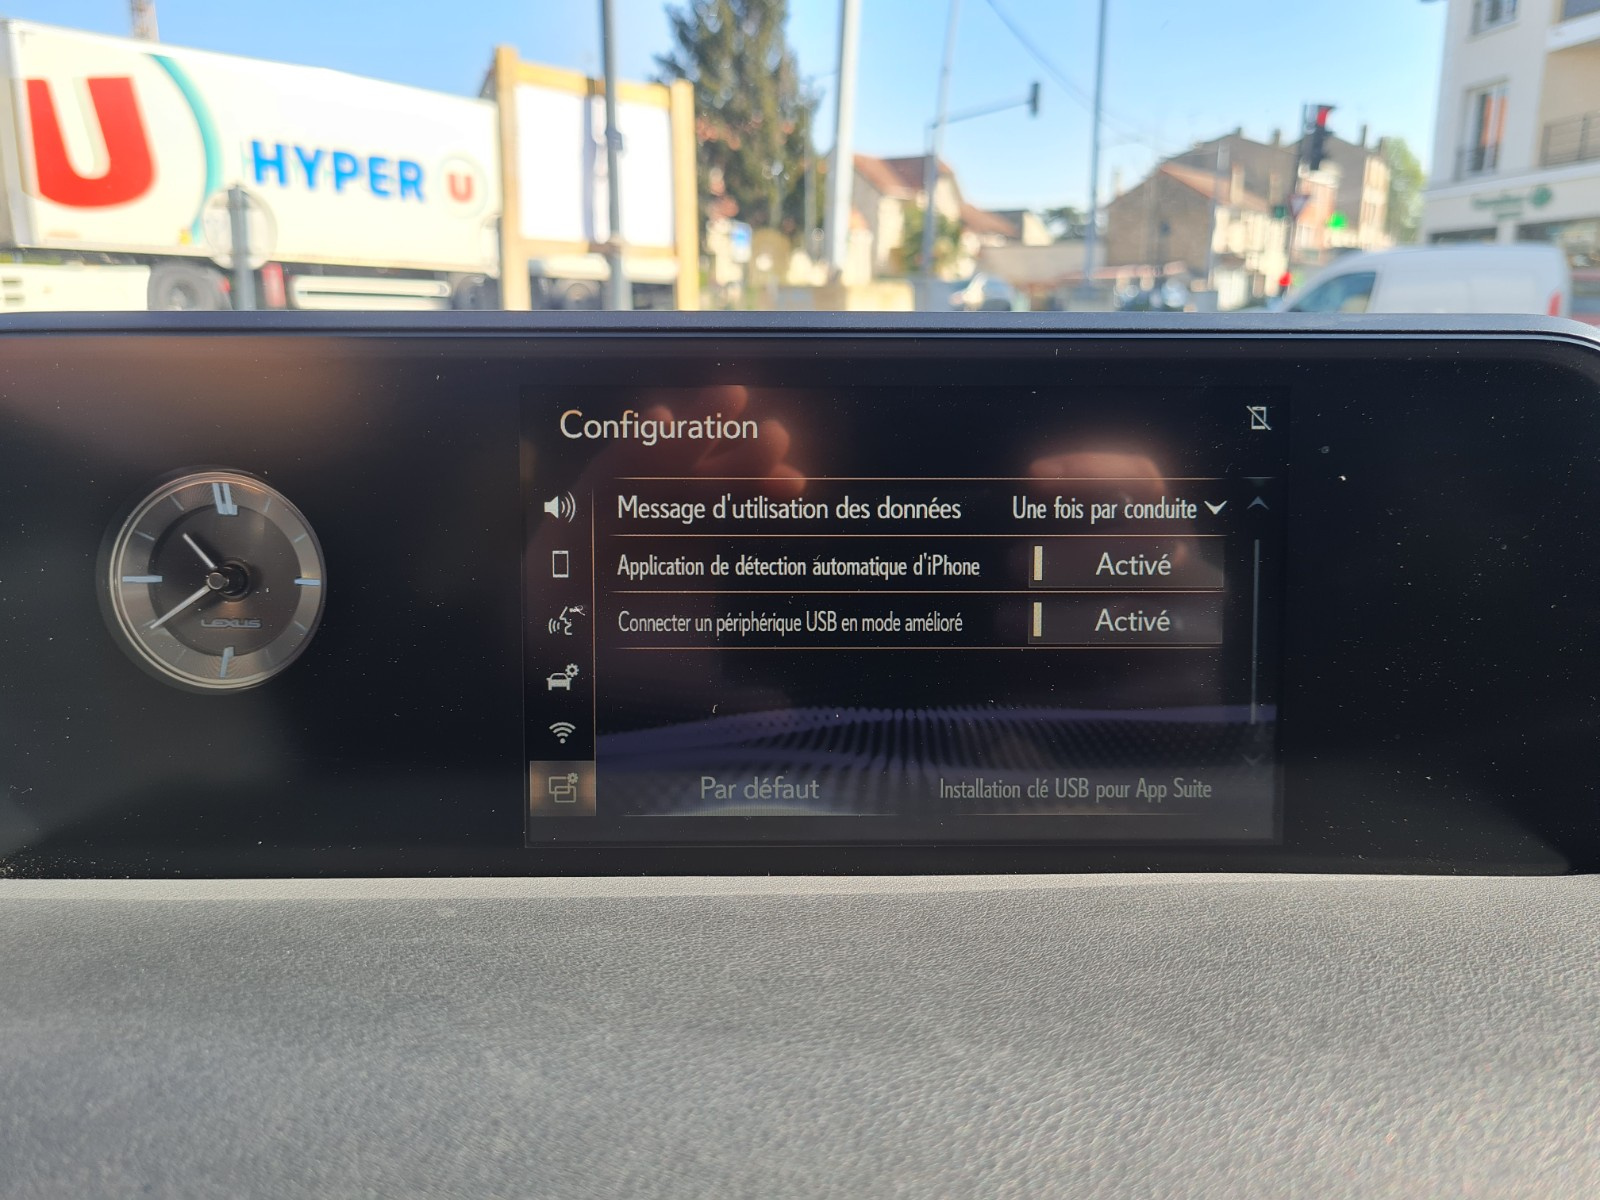 U
HYPER U
Configuration
Message d'utilisation des données Une fois par conduite
Application de détection automatique d'iPhone Activé
Connecter un périphérique USB en mode amélioré Activé
LEXUS
Par défaut Installation clé USB pour App Suite